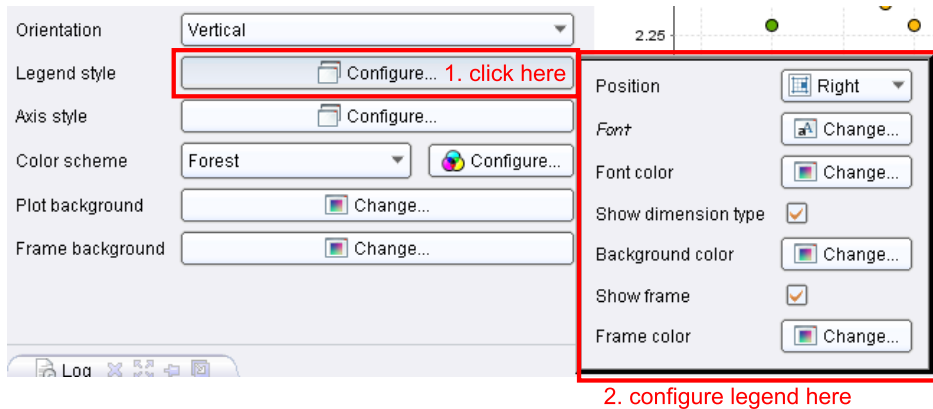 Orientation
Vertical
Legend style
Configure...
1. click here
Axis style
Configure...
Color scheme
Forest
Configure...
Plot background
Change...
Frame background
Change...
Log
2.25
Position
Right
Font
Change...
Font color
Change...
Show dimension type
Background color
Change...
Show frame
Frame color
Change...
2. configure legend here